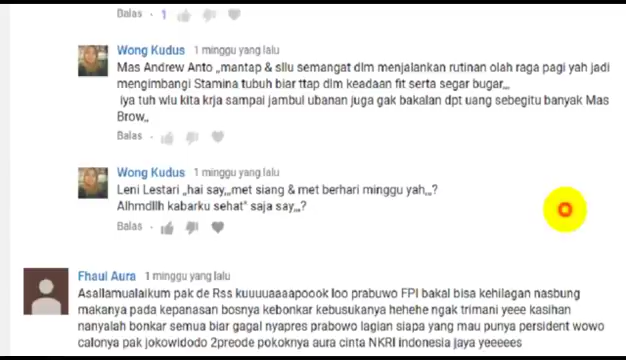 Balas · 1
Wong Kudus 1 minggu yang lalu
Mas Andrew Anto ,,mantap & sllu semangat dlm menjalankan rutinan olah raga pagi yah jadi
mengimbangi Stamina tubuh biar ttap dlm keadaan fit serta segar bugar,,,
iya tuh wlu kita krja sampai jambul ubanan juga gak bakalan dpt uang sebegitu banyak Mas
Brow,,
Balas ·
Wong Kudus 1 minggu yang lalu
Leni Lestari ,,hai say,,,met siang & met berhari minggu yah,,,?
Alhmdllh kabarku sehat" saja say,,,?
Balas ·
Fhaul Aura 1 minggu yang lalu
Asallamualaikum pak de Rss kuuuuaaaapoook loo prabuwo FPI bakal bisa kehilagan nasbung
makanya pada kepanasan bosnya kebonkar kebusukanya hehehe ngak trimani yeee kasihan
nanyalah bonkar semua biar gagal nyapres prabowo lagian siapa yang mau punya persident wowo
calonya pak jokowidodo 2preode pokoknya aura cinta NKRI indonesia jaya yeeeees